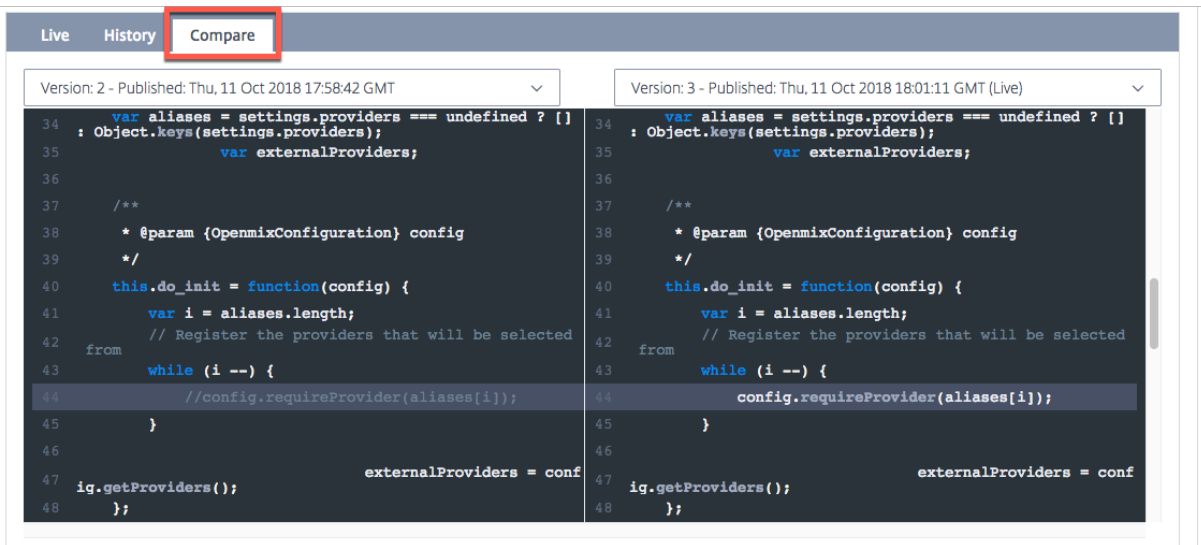 Live History Compare
Version: 2 - Published: Thu, 11 Oct 2018 17:58:42 GMT
34 var aliases = settings.providers === undefined ? []
: Object.keys(settings.providers);
35 var externalProviders;
36
37 /**
38 * @param {OpenmixConfiguration} config
39 */
40 this.do_init = function(config) {
41 var i = aliases.length;
42 // Register the providers that will be selected
from
43 while (i --) {
44 //config.requireProvider(aliases[i]);
45 }
46
47 externalProviders = conf
ig.getProviders();
48 };
Version: 3 - Published: Thu, 11 Oct 2018 18:01:11 GMT (Live)
34 var aliases = settings.providers === undefined ? []
: Object.keys(settings.providers);
35 var externalProviders;
36
37 /**
38 * @param {OpenmixConfiguration} config
39 */
40 this.do_init = function(config) {
41 var i = aliases.length;
42 // Register the providers that will be selected
from
43 while (i --) {
44 config.requireProvider(aliases[i]);
45 }
46
47 externalProviders = conf
ig.getProviders();
48 };